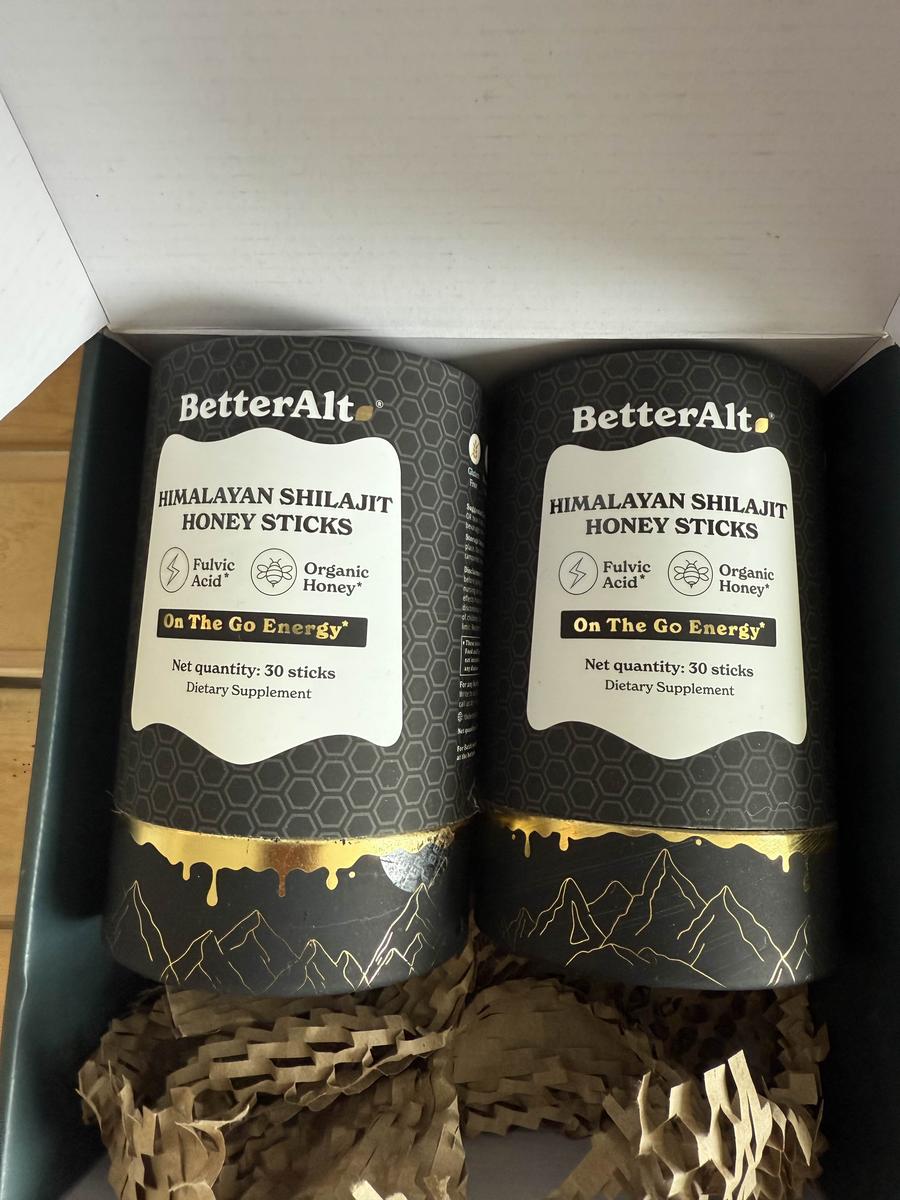 BetterAlt®
HIMALAYAN SHILAJIT
HONEY STICKS
Fulvic
Acid*
Organic
Honey*
On The Go Energy*
Net quantity: 30 sticks
Dietary Supplement
BetterAlt®
HIMALAYAN SHILAJIT
HONEY STICKS
Fulvic
Acid*
Organic
Honey*
On The Go Energy*
Net quantity: 30 sticks
Dietary Supplement